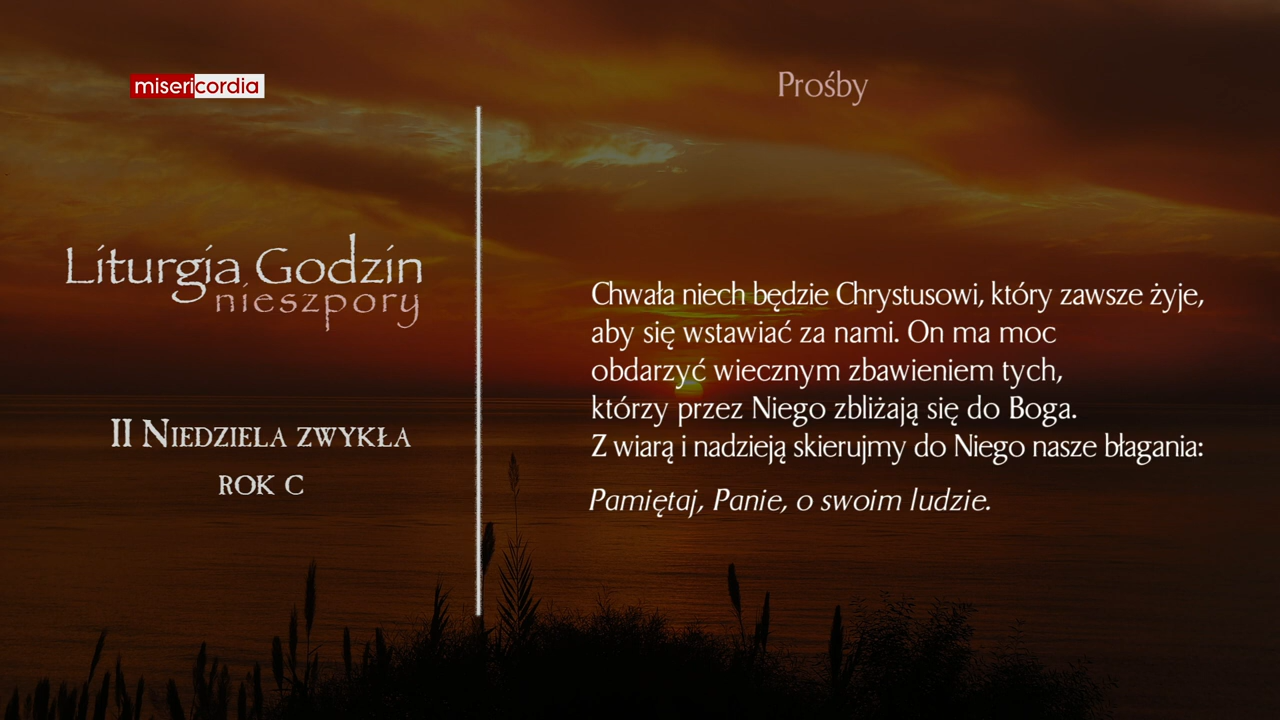 misericordia
Prośby
Liturgia Godzin
nieszpory
II Niedziela zwykła
rok C
Chwała niech będzie Chrystusowi, który zawsze żyje,
aby się wstawiać za nami. On ma moc
obdarzyć wiecznym zbawieniem tych,
którzy przez Niego zbliżają się do Boga.
Z wiarą i nadzieją skierujmy do Niego nasze błagania:
Pamiętaj, Panie, o swoim ludzie.